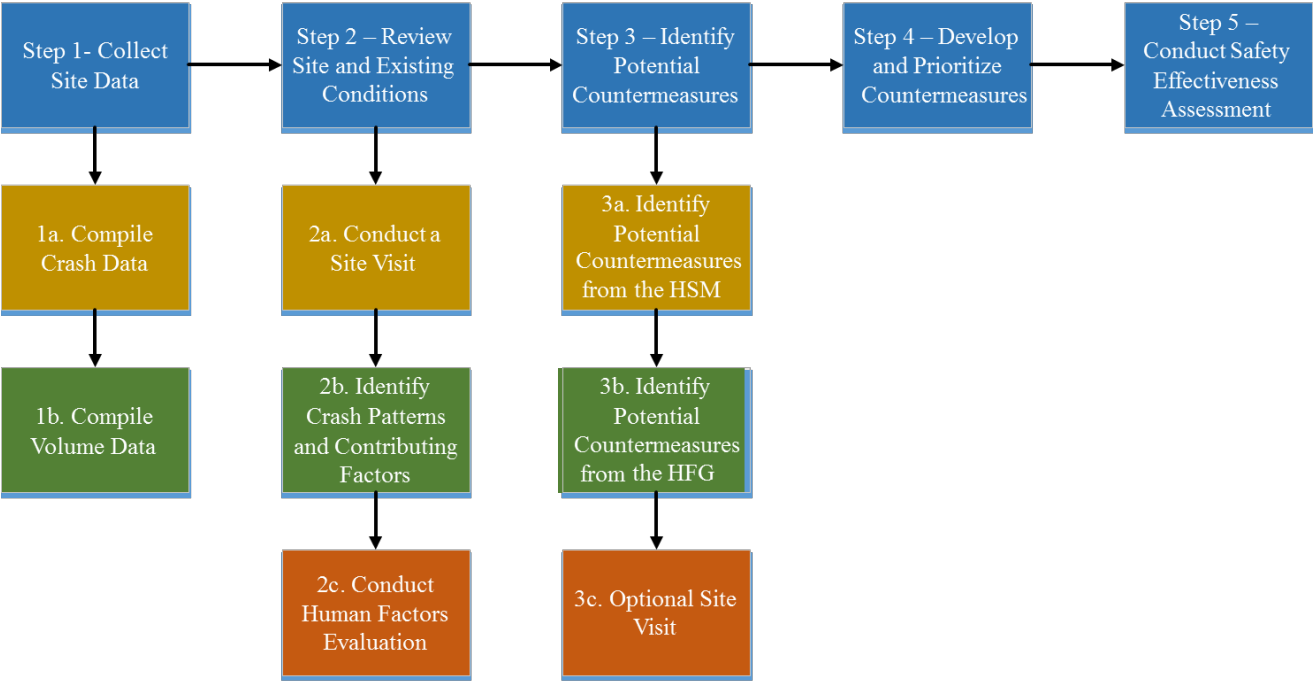 Step 1- Collect
Site Data
Step 2 – Review
Site and Existing
Conditions
Step 3 – Identify
Potential
Countermeasures
Step 4 – Develop
and Prioritize
Countermeasures
Step 5 –
Conduct Safety
Effectiveness
Assessment
1a. Compile
Crash Data
2a. Conduct a
Site Visit
3a. Identify
Potential
Countermeasures
from the HSM
1b. Compile
Volume Data
2b. Identify
Crash Patterns
and Contributing
Factors
3b. Identify
Potential
Countermeasures
from the HFG
2c. Conduct
Human Factors
Evaluation
3c. Optional Site
Visit